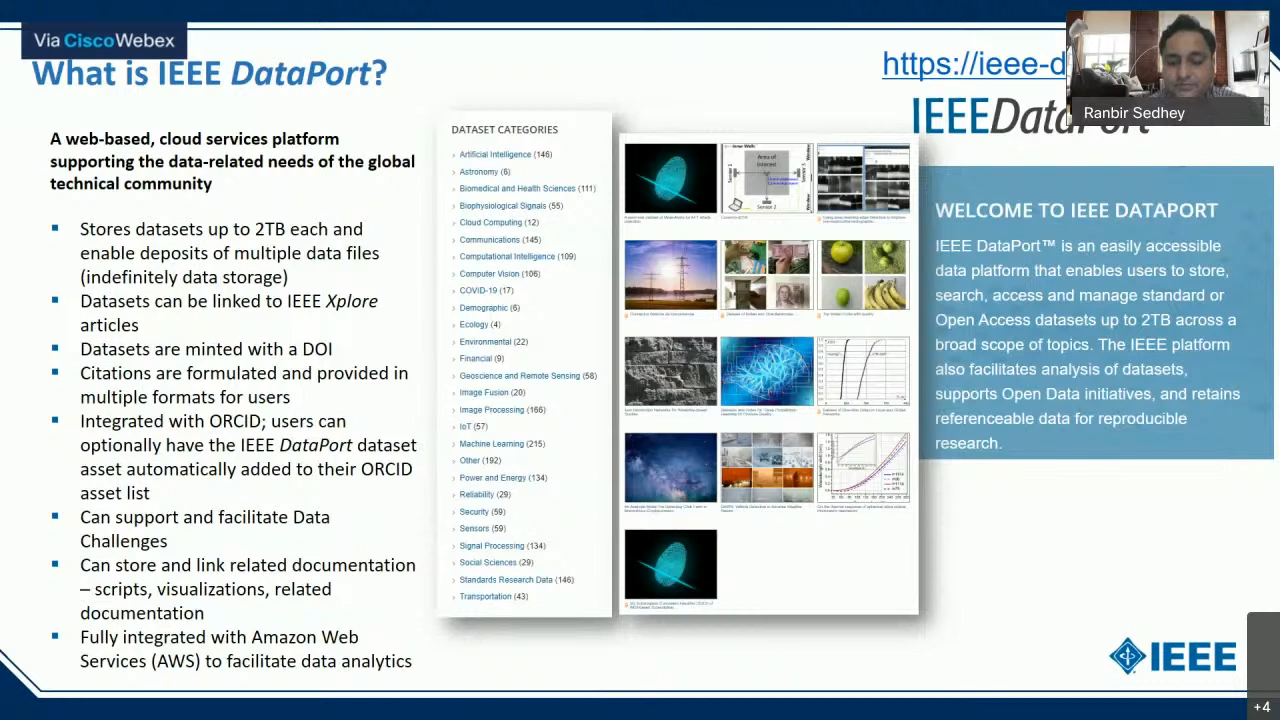 Via CiscoWebex
What is IEEE DataPort?
https://ieee-d
Ranbir Sedhey
IEEEDataPort
A web-based, cloud services platform
supporting the data-related needs of the global
technical community
Store datasets up to 2TB each and
enable deposits of multiple data files
(indefinitely data storage)
Datasets can be linked to IEEE Xplore
articles
Datasets are minted with a DOI
Citations are formulated and provided in
multiple formats for users
Integrated with ORCID; users can
optionally have the IEEE DataPort dataset
asset automatically added to their ORCID
asset list
Can support and facilitate Data
Challenges
Can store and link related documentation
– scripts, visualizations, related
documentation
Fully integrated with Amazon Web
Services (AWS) to facilitate data analytics
DATASET CATEGORIES
Artificial Intelligence (146)
Astronomy (6)
Biomedical and Health Sciences (111)
Biophysiological Signals (55)
Cloud Computing (12)
Communications (145)
Computational Intelligence (109)
Computer Vision (106)
COVID-19 (17)
Demographic (6)
Ecology (4)
Environmental (22)
Financial (9)
Geoscience and Remote Sensing (58)
Image Fusion (20)
Image Processing (166)
IoT (57)
Machine Learning (215)
Other (192)
Power and Energy (134)
Reliability (29)
Security (59)
Sensors (59)
Signal Processing (134)
Social Sciences (29)
Standards Research Data (146)
Transportation (43)
Area of
Interest
Sensor 1
Sensor 2
WELCOME TO IEEE DATAPORT
IEEE DataPort™ is an easily accessible
data platform that enables users to store,
search, access and manage standard or
Open Access datasets up to 2TB across a
broad scope of topics. The IEEE platform
also facilitates analysis of datasets,
supports Open Data initiatives, and retains
referenceable data for reproducible
research.
IEEE
+4